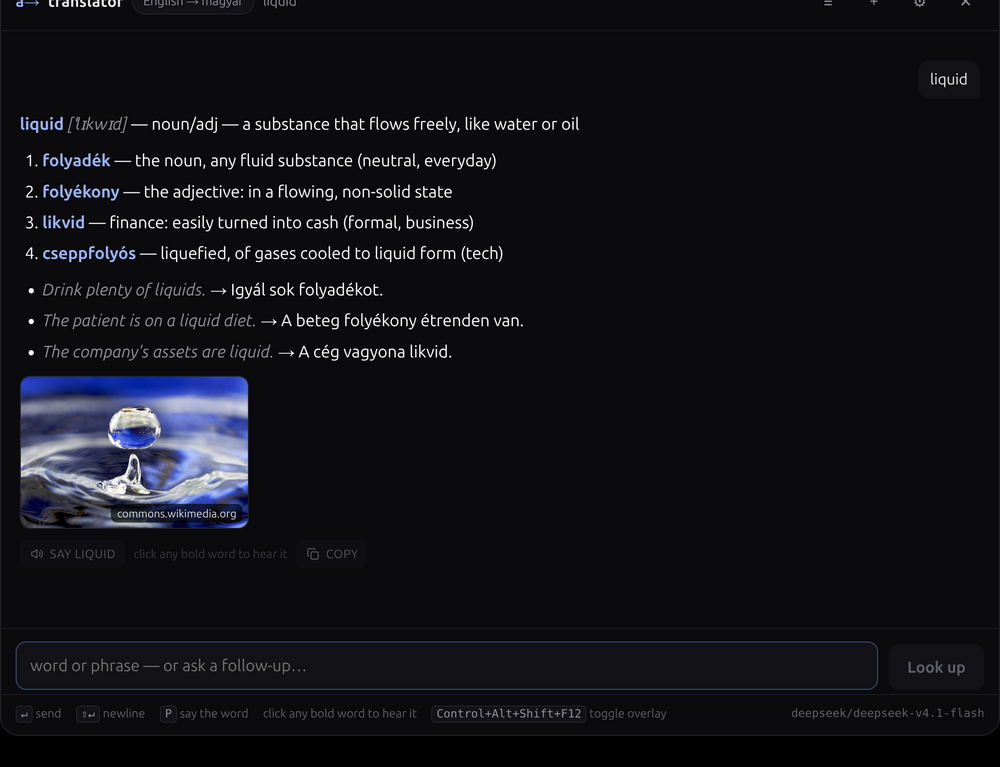 a→ translator English → magyar liquid ≡ + ⚙ ×
liquid
liquid [ˈlɪkwɪd] — noun/adj — a substance that flows freely, like water or oil
1. folyadék — the noun, any fluid substance (neutral, everyday)
2. folyékony — the adjective: in a flowing, non-solid state
3. likvid — finance: easily turned into cash (formal, business)
4. cseppfolyós — liquefied, of gases cooled to liquid form (tech)
• Drink plenty of liquids. → Igyál sok folyadékot.
• The patient is on a liquid diet. → A beteg folyékony étrenden van.
• The company's assets are liquid. → A cég vagyona likvid.
commons.wikimedia.org
SAY LIQUID click any bold word to hear it COPY
word or phrase — or ask a follow-up…
Look up
↵ send ⇧↵ newline P say the word click any bold word to hear it Control+Alt+Shift+F12 toggle overlay deepseek/deepseek-v4.1-flash